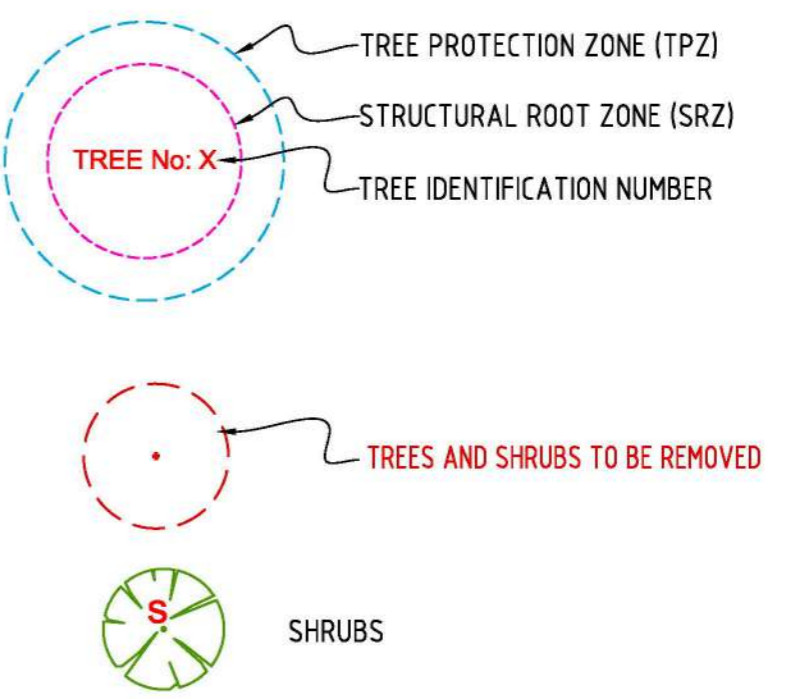 TREE PROTECTION ZONE (TPZ)
STRUCTURAL ROOT ZONE (SRZ)
TREE No: X
TREE IDENTIFICATION NUMBER
TREES AND SHRUBS TO BE REMOVED
S
SHRUBS